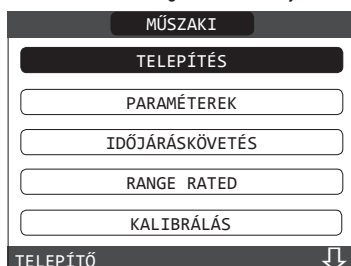 MŰSZAKI
TELEPÍTÉS
PARAMÉTEREK
IDŐJÁRÁSKÖVETÉS
RANGE RATED
KALIBRÁLÁS
TELEPÍTŐ